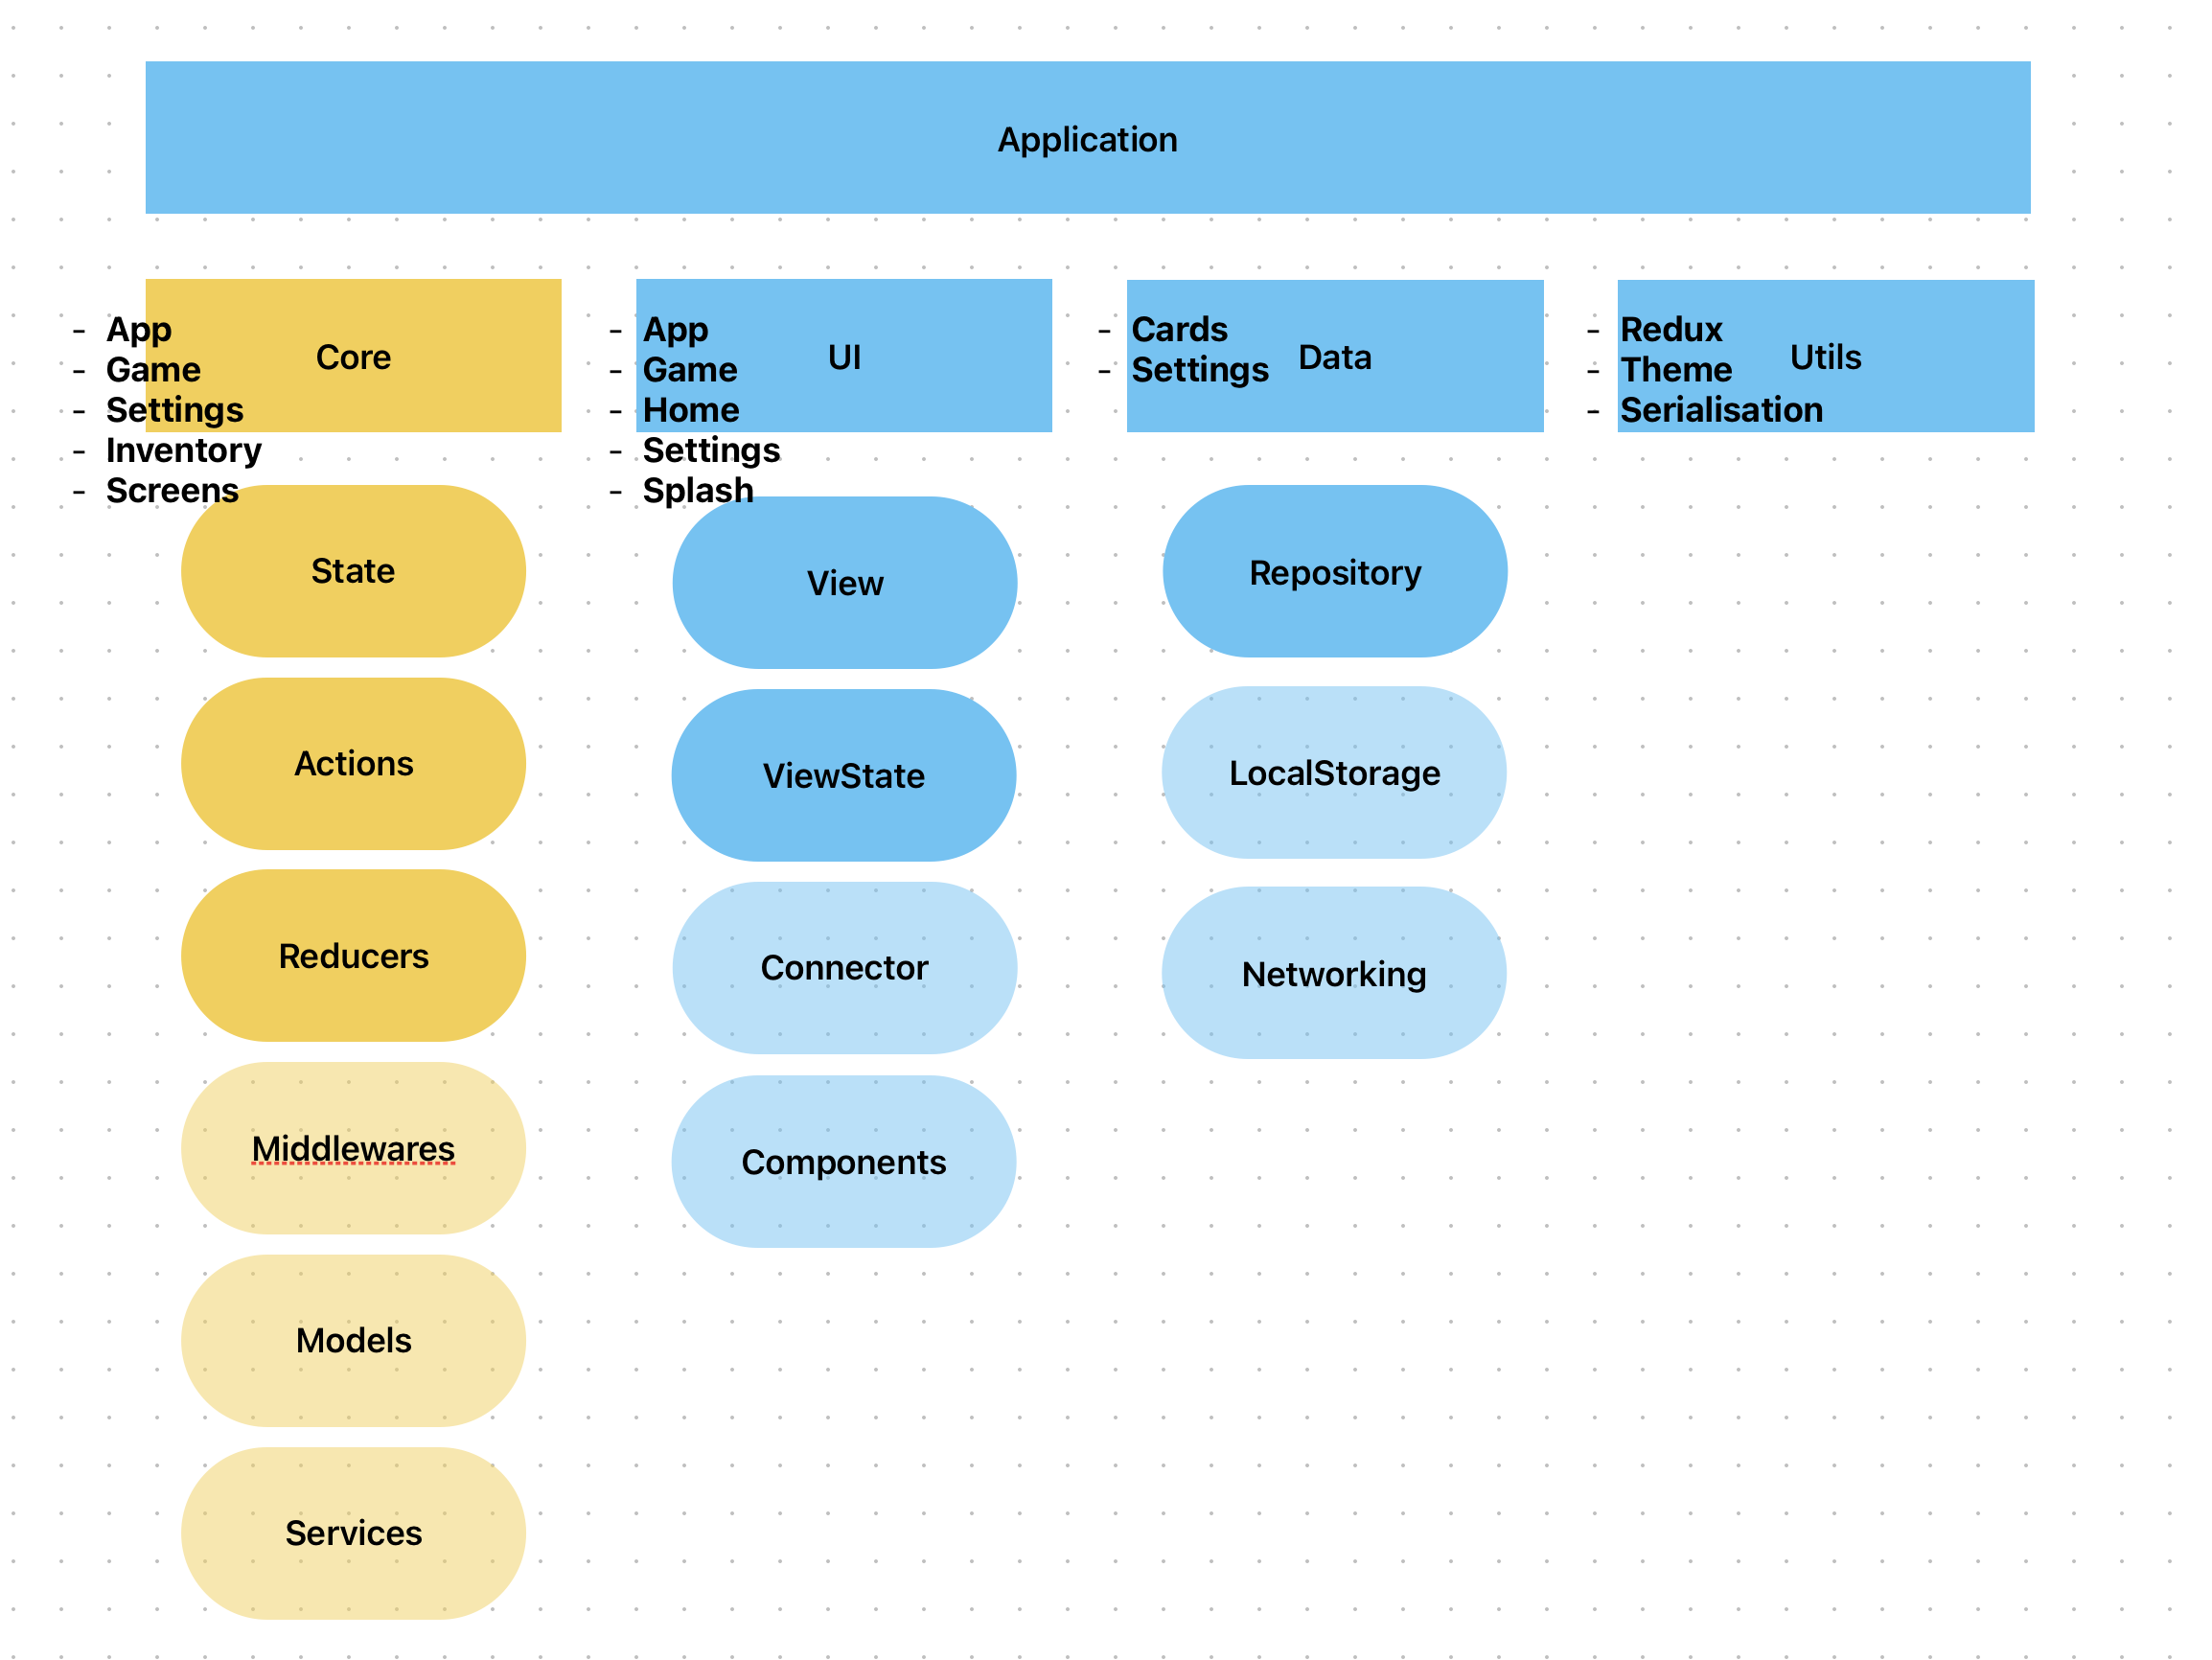 Application
- App
- Game
- Settings
- Inventory
- Screens
Core
- App
- Game
- Home
- Settings
- Splash
UI
- Cards
- Settings
Data
- Redux
- Theme
- Serialisation
Utils
State
Actions
Reducers
Middlewares
Models
Services
View
ViewState
Connector
Components
Repository
LocalStorage
Networking